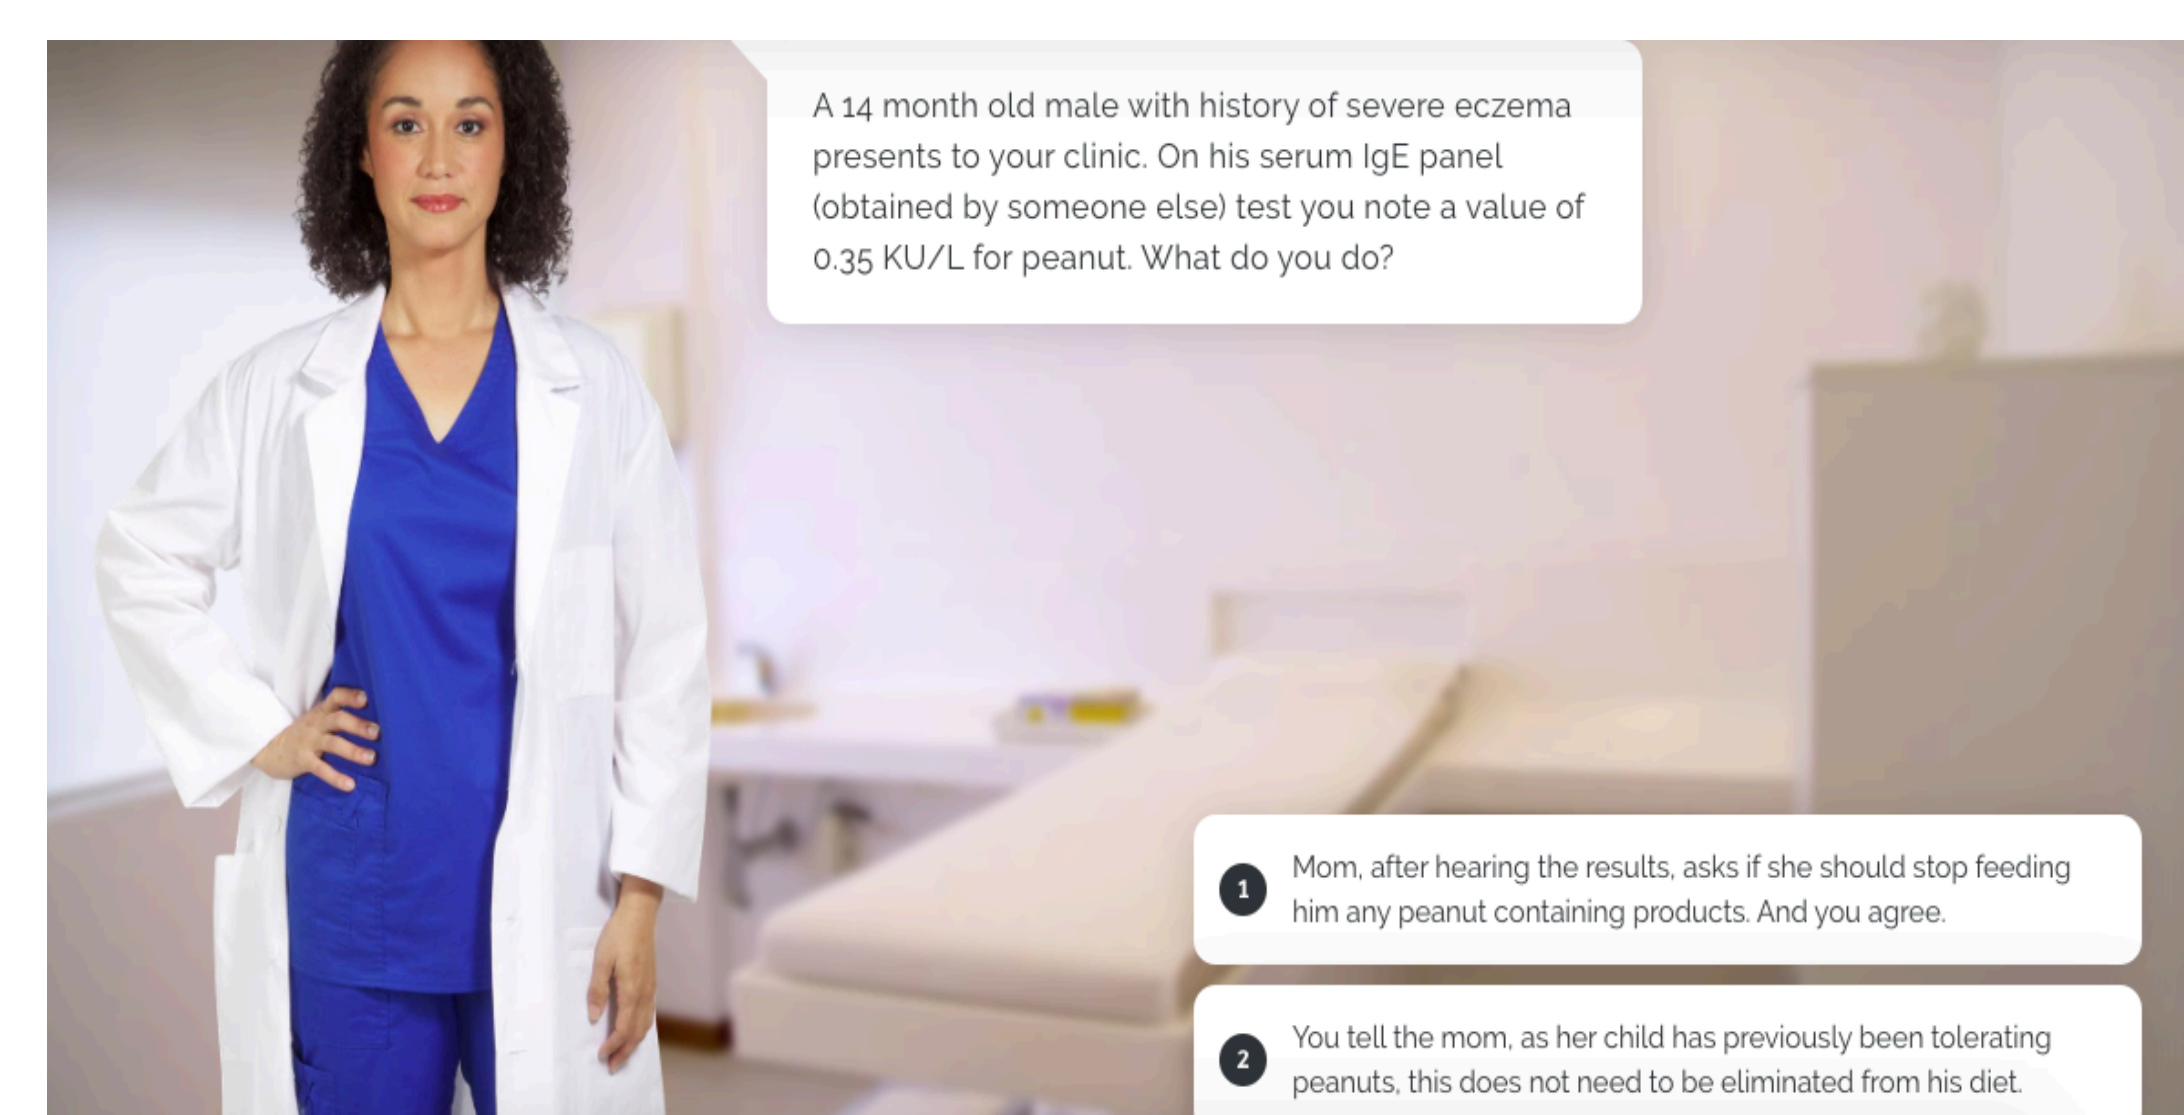 A 14 month old male with history of severe eczema
presents to your clinic. On his serum IgE panel
(obtained by someone else) test you note a value of
0.35 KU/L for peanut. What do you do?
1
Mom, after hearing the results, asks if she should stop feeding
him any peanut containing products. And you agree.
2
You tell the mom, as her child has previously been tolerating
peanuts, this does not need to be eliminated from his diet.